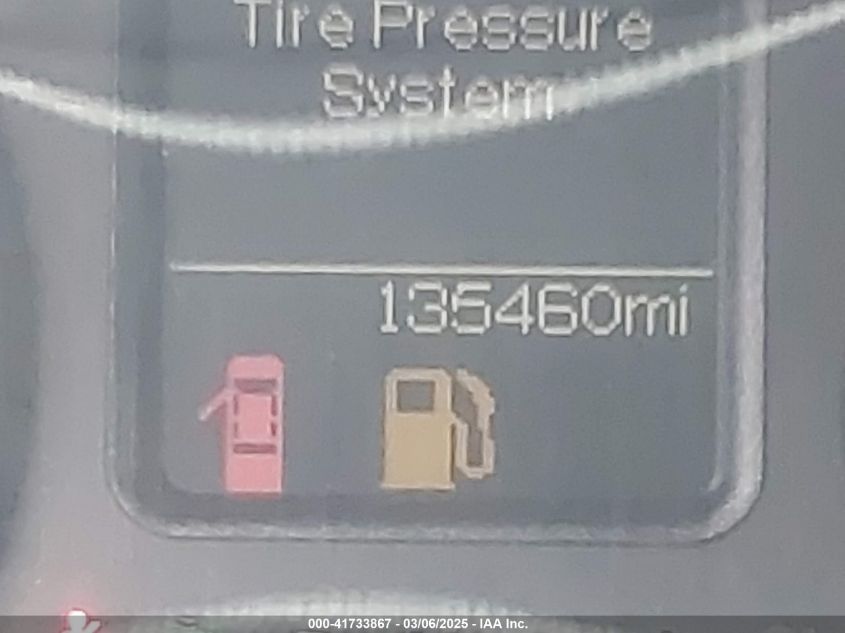 Tire Pressure
System
135460mi
000-41733867 - 03/06/2025 - IAA Inc.